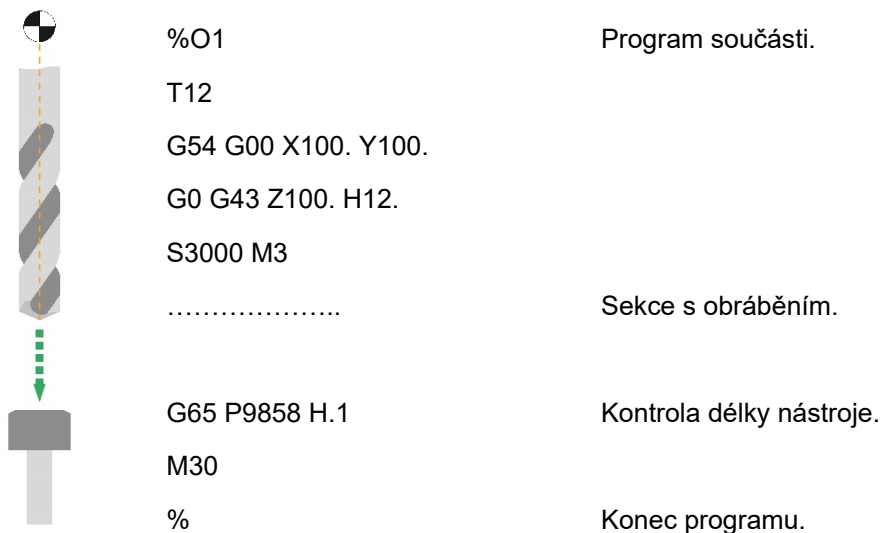 %O1 Program součásti.
T12
G54 G00 X100. Y100.
G0 G43 Z100. H12.
S3000 M3
……………….. Sekce s obráběním.
G65 P9858 H.1 Kontrola délky nástroje.
M30
% Konec programu.